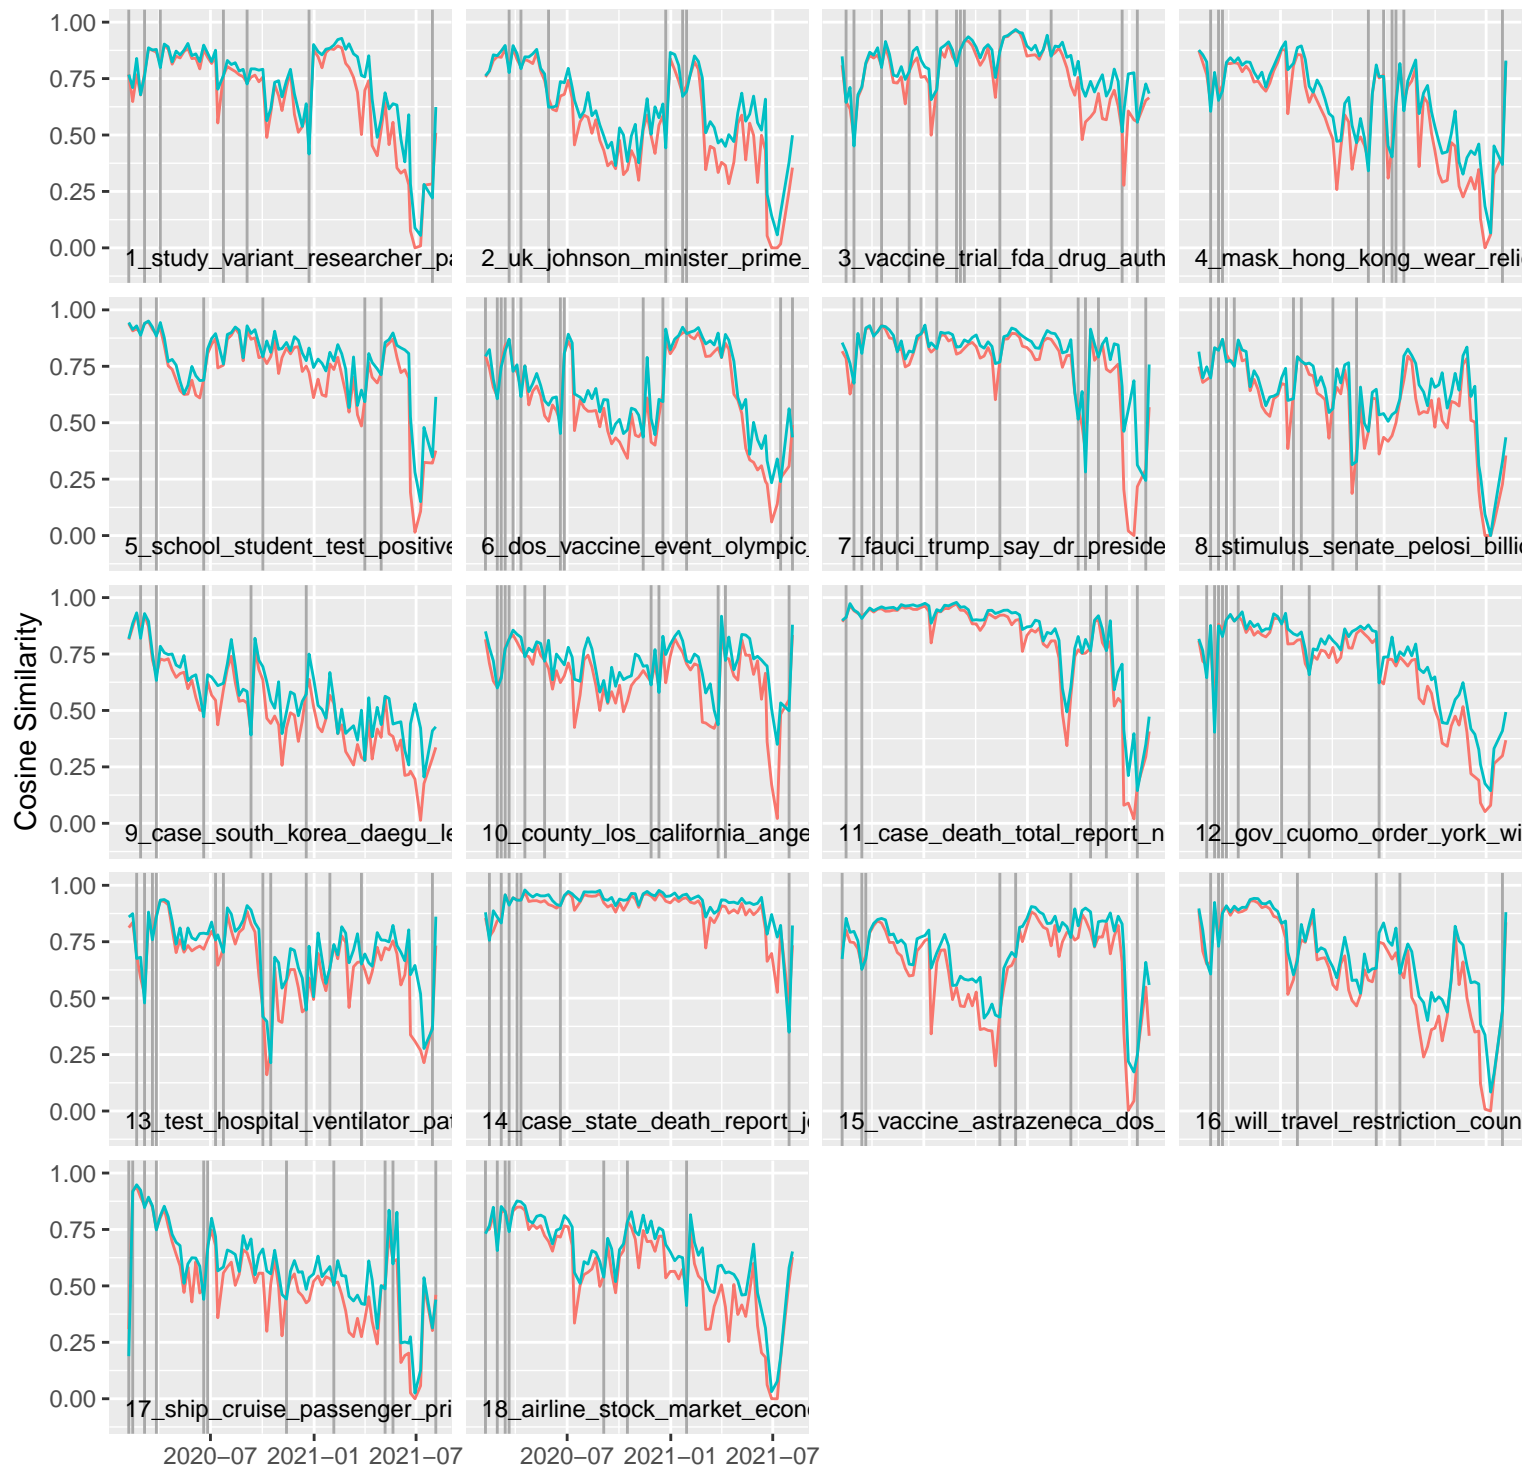 1.00
0.75
0.50
0.25
0.00
1_study_variant_researcher_pa
2_uk_johnson_minister_prime_
3_vaccine_trial_fda_drug_auth
4_mask_hong_kong_wear_reli
1.00
0.75
0.50
0.25
0.00
5_school_student_test_positive
6_dos_vaccine_event_olympic_
7_fauci_trump_say_dr_preside
8_stimulus_senate_pelosi_billio
Cosine Similarity
1.00
0.75
0.50
0.25
0.00
9_case_south_korea_daegu_le
10_county_los_california_ange
11_case_death_total_report_n
12_gov_cuomo_order_york_wi
1.00
0.75
0.50
0.25
0.00
13_test_hospital_ventilator_pat
14_case_state_death_report_jo
15_vaccine_astrazeneca_dos_
16_will_travel_restriction_coun
1.00
0.75
0.50
0.25
0.00
17_ship_cruise_passenger_pri
18_airline_stock_market_econo
2020−07 2021−01 2021−07
2020−07 2021−01 2021−07